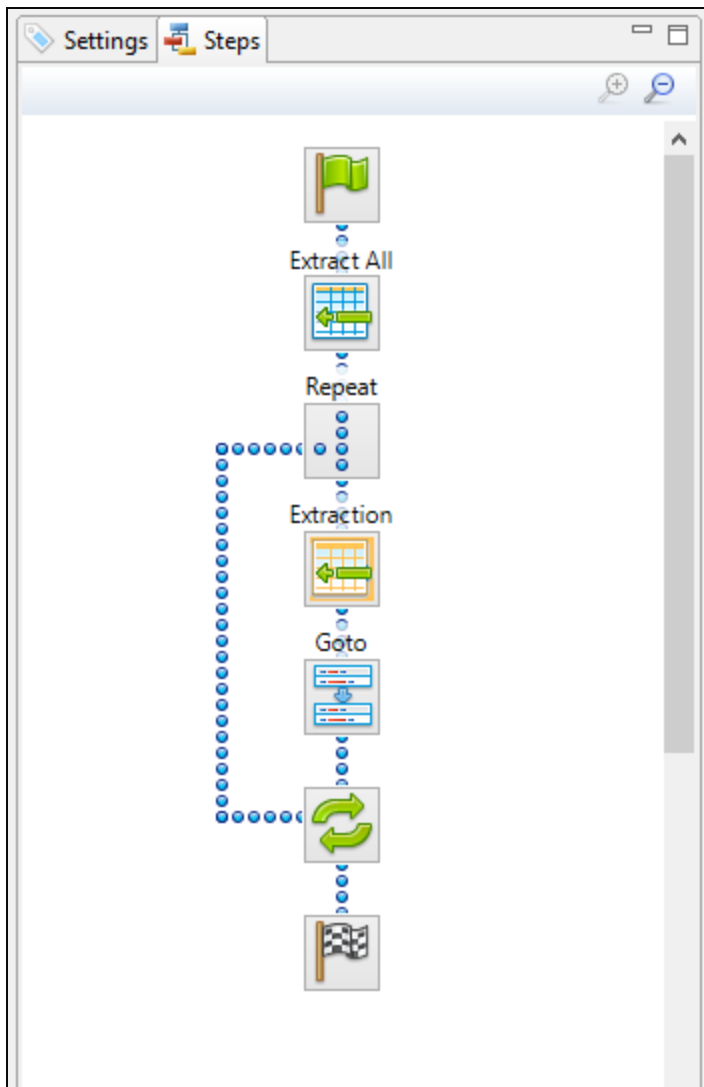 Settings
Steps
Extract All
Repeat
Extraction
Goto